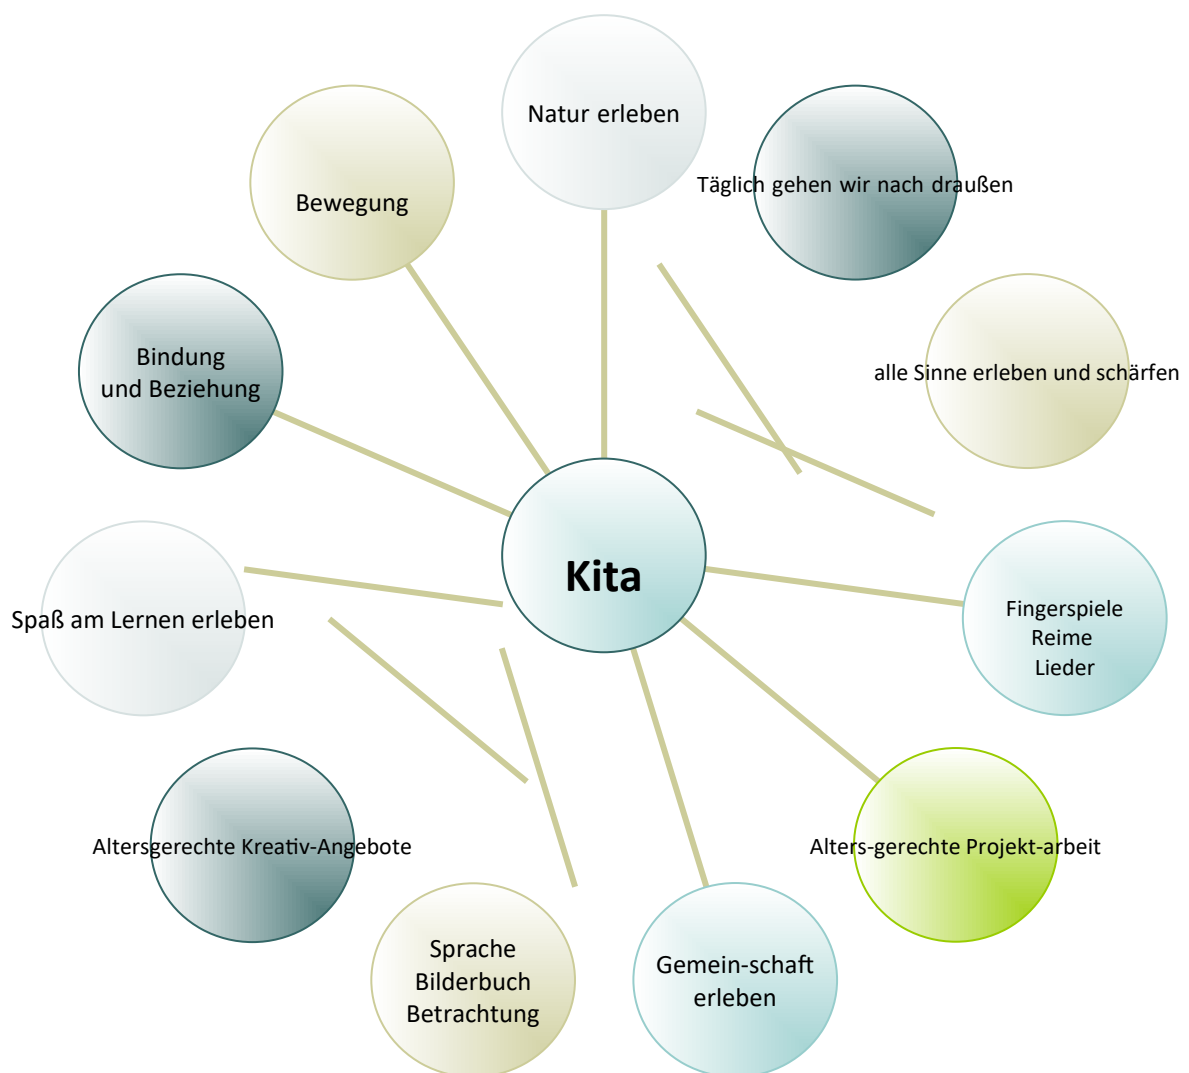 Natur erleben
Täglich gehen wir nach draußen
Bewegung
Bindung
und Beziehung
alle Sinne erleben und schärfen
Kita
Spaß am Lernen erleben
Fingerspiele
Reime
Lieder
Altersgerechte Kreativ-Angebote
Alters-gerechte Projekt-arbeit
Sprache
Bilderbuch
Betrachtung
Gemein-schaft
erleben